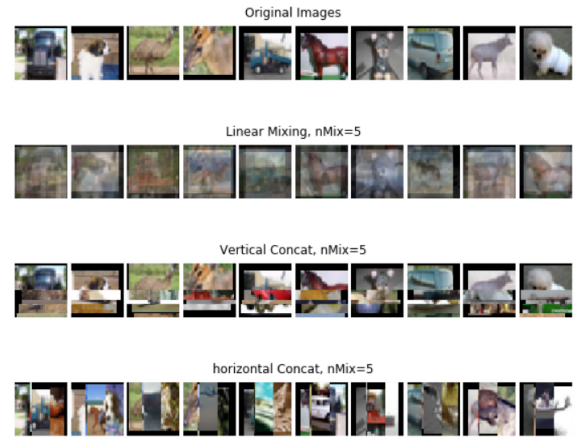 Original Images
Linear Mixing, nMix=5
Vertical Concat, nMix=5
horizontal Concat, nMix=5